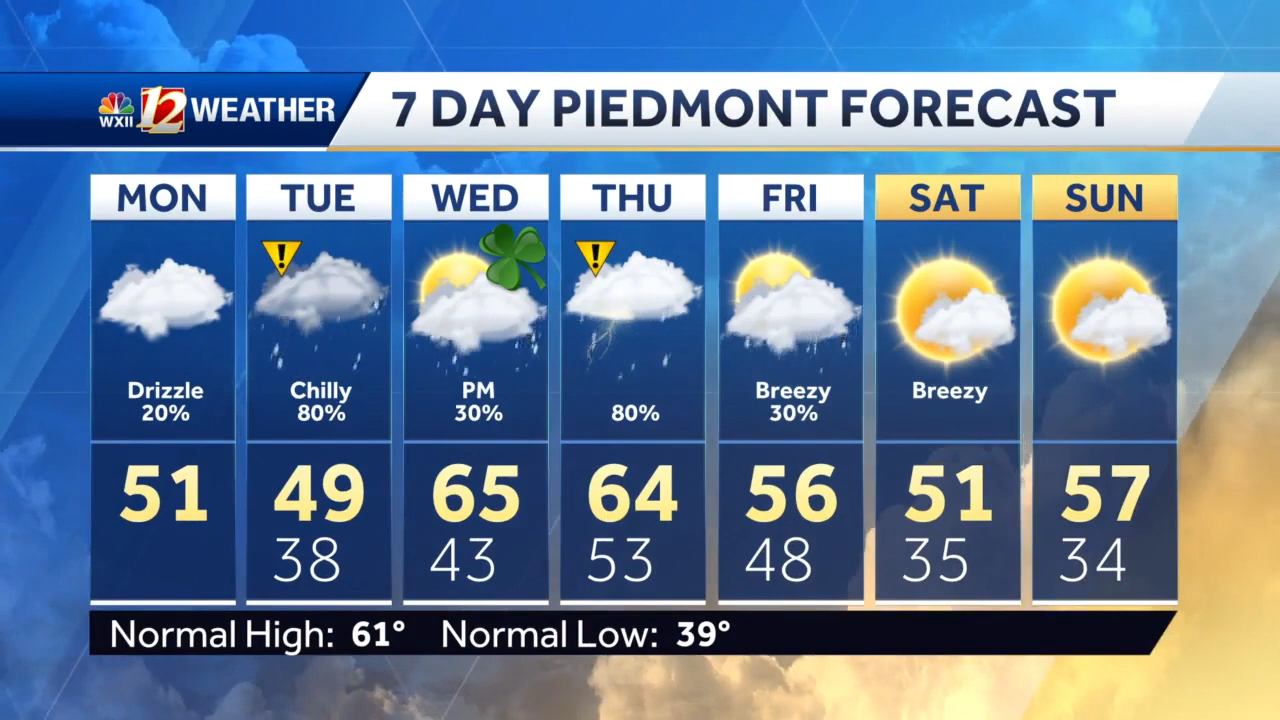 WXII 12 WEATHER
7 DAY PIEDMONT FORECAST
MON
!
TUE
WED
THU
!
FRI
SAT
SUN
Drizzle
20%
Chilly
80%
PM
30%
80%
Breezy
30%
Breezy
51
49
38
65
43
64
53
56
48
51
35
57
34
Normal High: 61° Normal Low: 39°